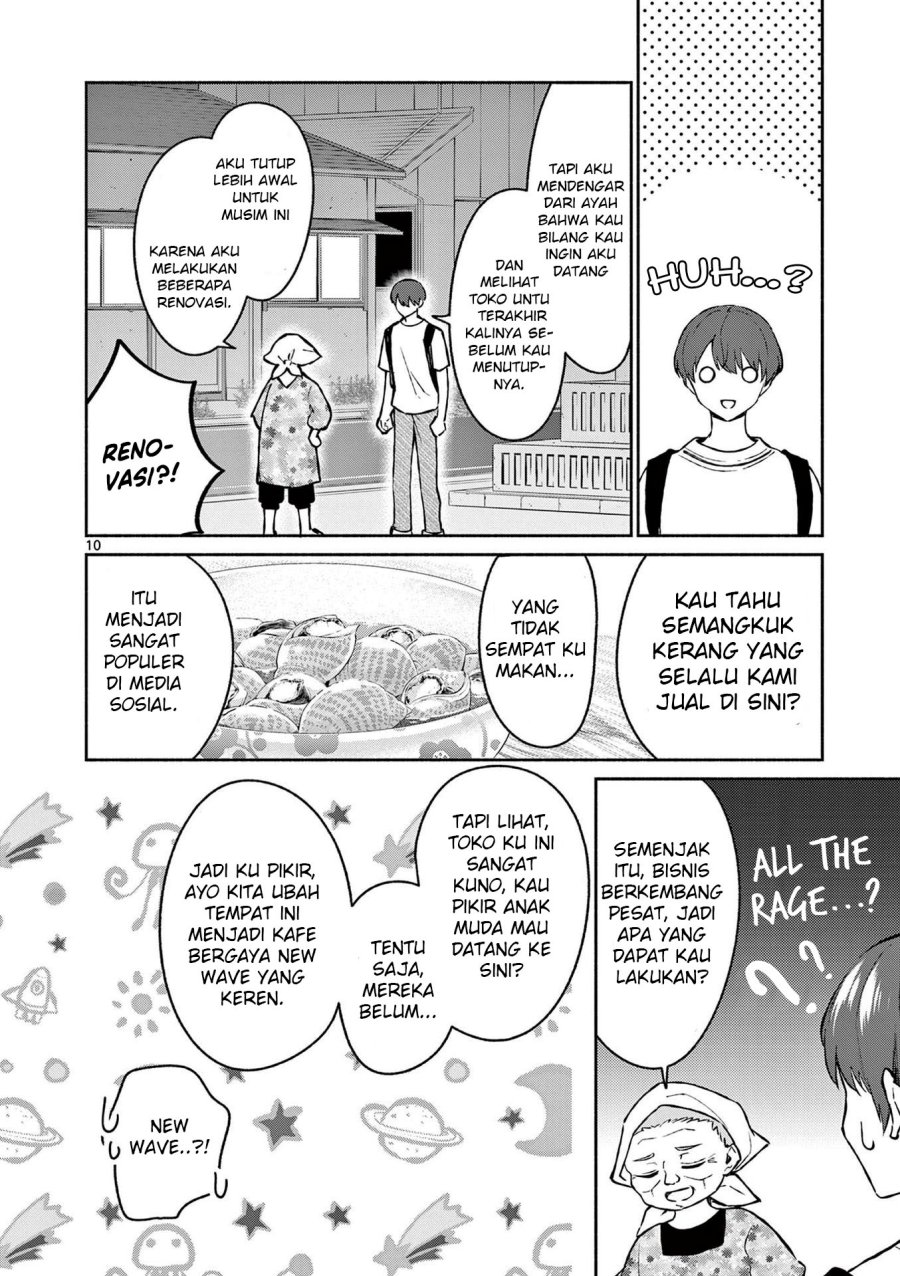 HUH...?
TAPI AKU
MENDENGAR
DARI AYAH
BAHWA KAU
BILANG KAU
INGIN AKU
DATANG
DAN
MELIHAT
TOKO UNTU
TERAKHIR
KALINYA SE-
BELUM KAU
MENUTUP-
NYA.
AKU TUTUP
LEBIH AWAL
UNTUK
MUSIM INI
KARENA AKU
MELAKUKAN
BEBERAPA
RENOVASI.
RENO-
VASI?!
10
KAU TAHU
SEMANGKUK
KERANG YANG
SELALU KAMI
JUAL DI SINI?
YANG
TIDAK
SEMPAT KU
MAKAN...
ITU
MENJADI
SANGAT
POPULER
DI MEDIA
SOSIAL.
ALL THE
RAGE...?
? ?
SEMENJAK
ITU, BISNIS
BERKEMBANG
PESAT, JADI
APA YANG
DAPAT KAU
LAKUKAN?
TAPI LIHAT,
TOKO KU INI
SANGAT
KUNO, KAU
PIKIR ANAK
MUDA MAU
DATANG KE
SINI?
TENTU
SAJA,
MEREKA
BELUM...
JADI KU PIKIR,
AYO KITA UBAH
TEMPAT INI
MENJADI KAFE
BERGAYA NEW
WAVE YANG
KEREN.
NEW
WAVE..?!